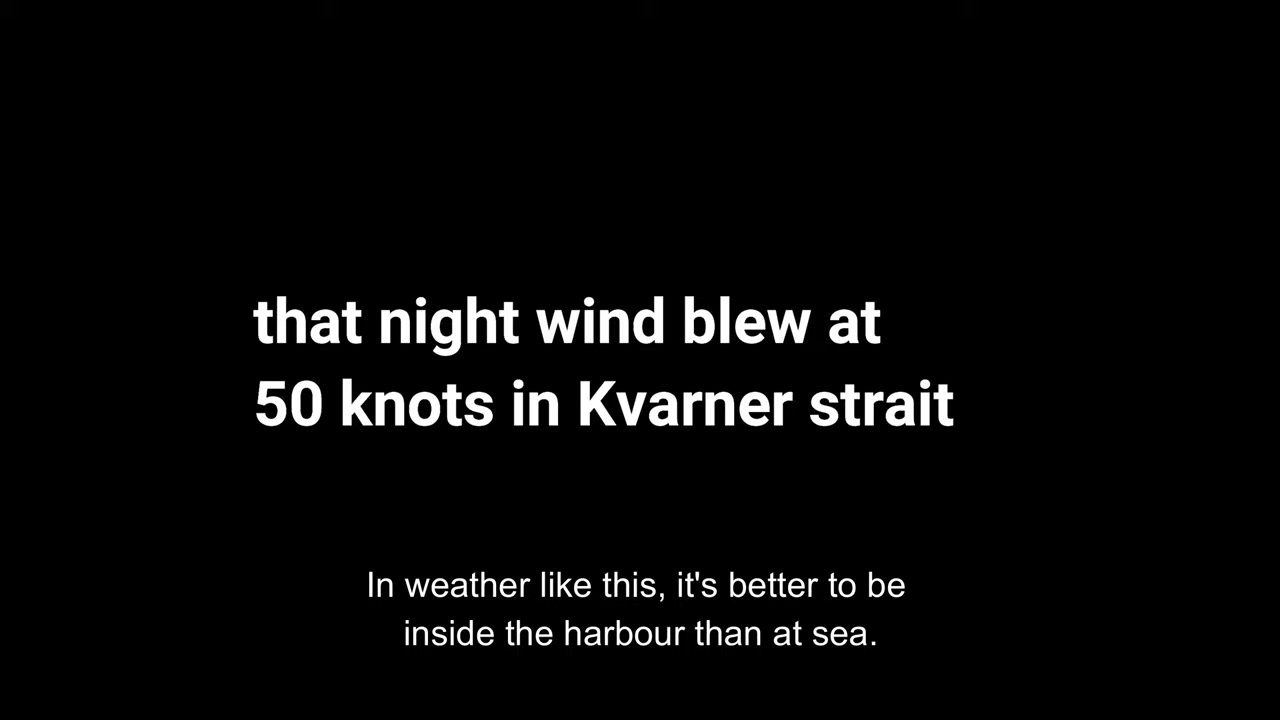 that night wind blew at
50 knots in Kvarner strait
In weather like this, it's better to be
inside the harbour than at sea.